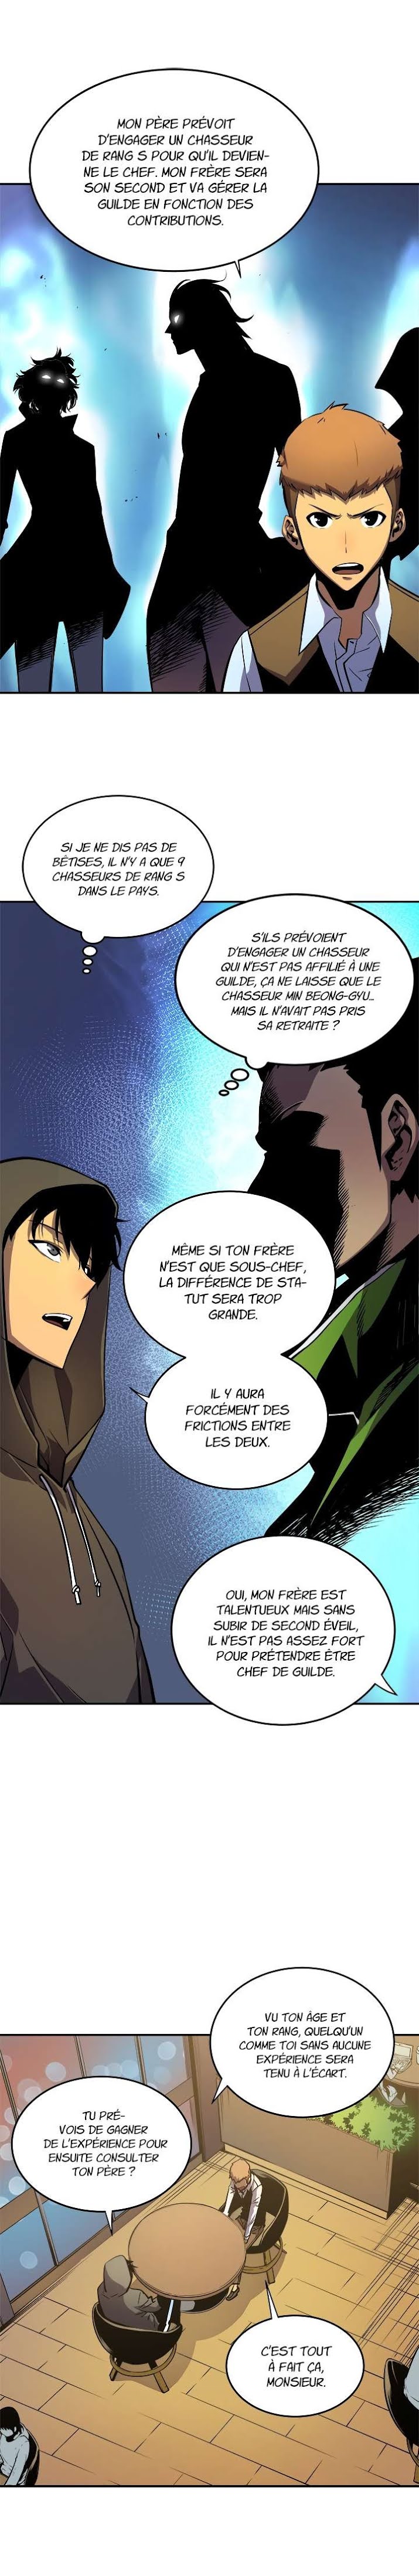 MON PÈRE PRÉVOIT
D'ENGAGER UN CHASSEUR
DE RANG S POUR QU'IL DEVIEN-
NE LE CHEF. MON FRÈRE SERA
SON SECOND ET VA GÉRER LA
GUILDE EN FONCTION DES
CONTRIBUTIONS.
SI JE NE DIS PAS DE
BÊTISES, IL N'Y A QUE 9
CHASSEURS DE RANG S
DANS LE PAYS.
S'ILS PRÉVOIENT
D'ENGAGER UN CHASSEUR
QUI N'EST PAS AFFILIÉ À UNE
GUILDE, ÇA NE LAISSE QUE LE
CHASSEUR MIN BEONG-GYU...
MAIS IL N'AVAIT PAS PRIS
SA RETRAITE ?
MÊME SI TON FRÈRE
N'EST QUE SOUS-CHEF,
LA DIFFÉRENCE DE STA-
TUT SERA TROP
GRANDE.
IL Y AURA
FORCÉMENT DES
FRICTIONS ENTRE
LES DEUX.
OUI, MON FRÈRE EST
TALENTUEUX MAIS SANS
SUBIR DE SECOND ÉVEIL,
IL N'EST PAS ASSEZ FORT
POUR PRÉTENDRE ÊTRE
CHEF DE GUILDE.
VU TON ÂGE ET
TON RANG, QUELQU'UN
COMME TOI SANS AUCUNE
EXPÉRIENCE SERA
TENU À L'ÉCART.
TU PRÉ-
VOIS DE GAGNER
DE L'EXPÉRIENCE POUR
ENSUITE CONSULTER
TON PÈRE ?
C'EST TOUT
À FAIT ÇA,
MONSIEUR.